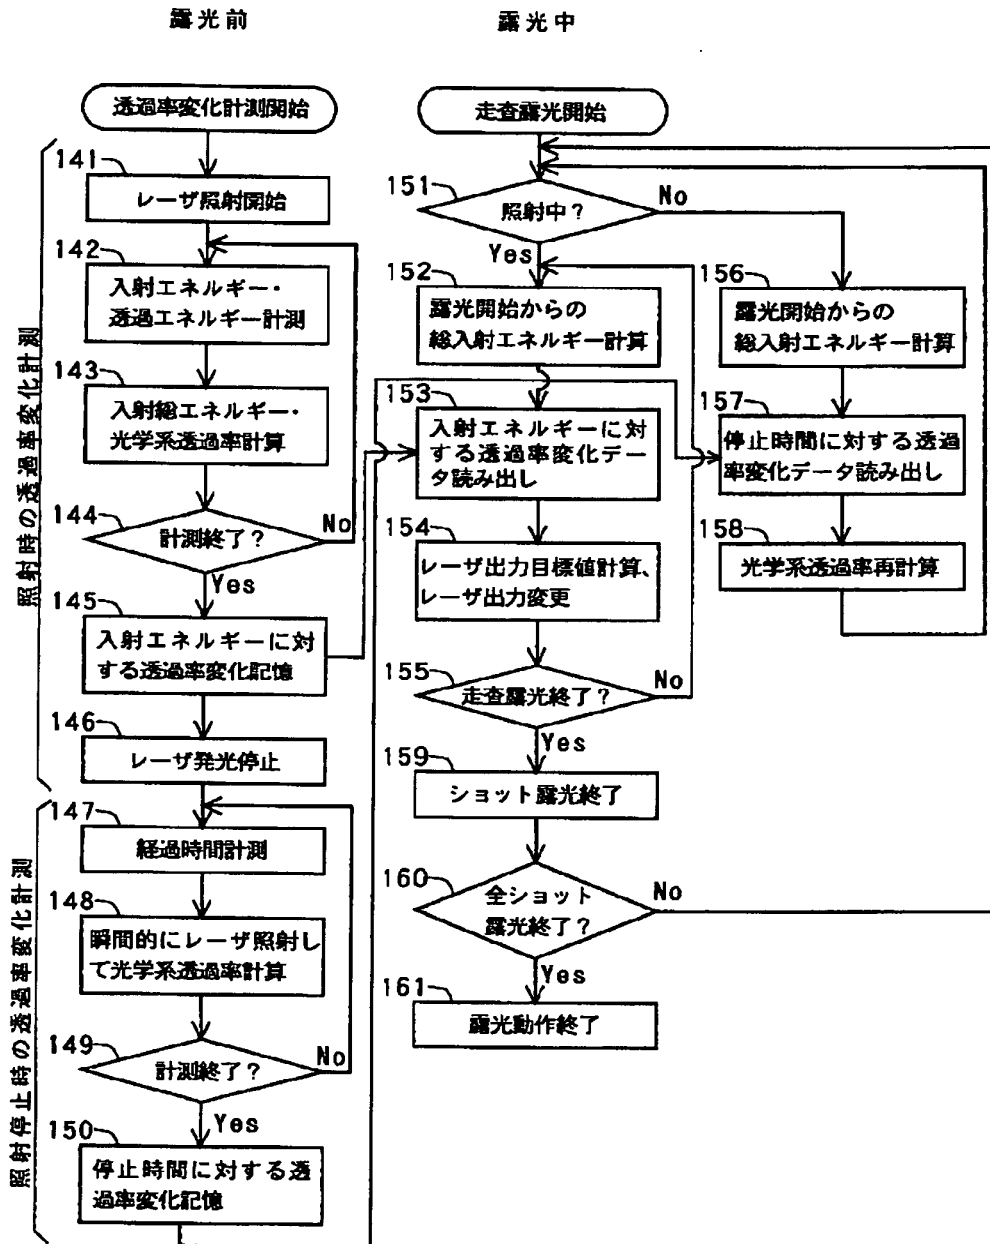 露光前
透過率変化計測開始
照射時の透過率変化計測
141
レーザ照射開始
142
入射エネルギー・
透過エネルギー計測
143
入射総エネルギー・
光学系透過率計算
144
計測終了?
No
Yes
145
入射エネルギーに対
する透過率変化記憶
146
レーザ発光停止
照射停止時の透過率変化計測
147
経過時間計測
148
瞬間的にレーザ照射し
て光学系透過率計算
149
計測終了?
No
Yes
150
停止時間に対する透
過率変化記憶
露光中
走査露光開始
151
照射中?
No
Yes
152
露光開始からの
総入射エネルギー計算
153
入射エネルギーに対
する透過率変化デー
タ読み出し
154
レーザ出力目標値計算、
レーザ出力変更
155
走査露光終了?
No
Yes
156
露光開始からの
総入射エネルギー計算
157
停止時間に対する透過
率変化データ読み出し
158
光学系透過率再計算
159
ショット露光終了
160
全ショット
露光終了?
No
Yes
161
露光動作終了